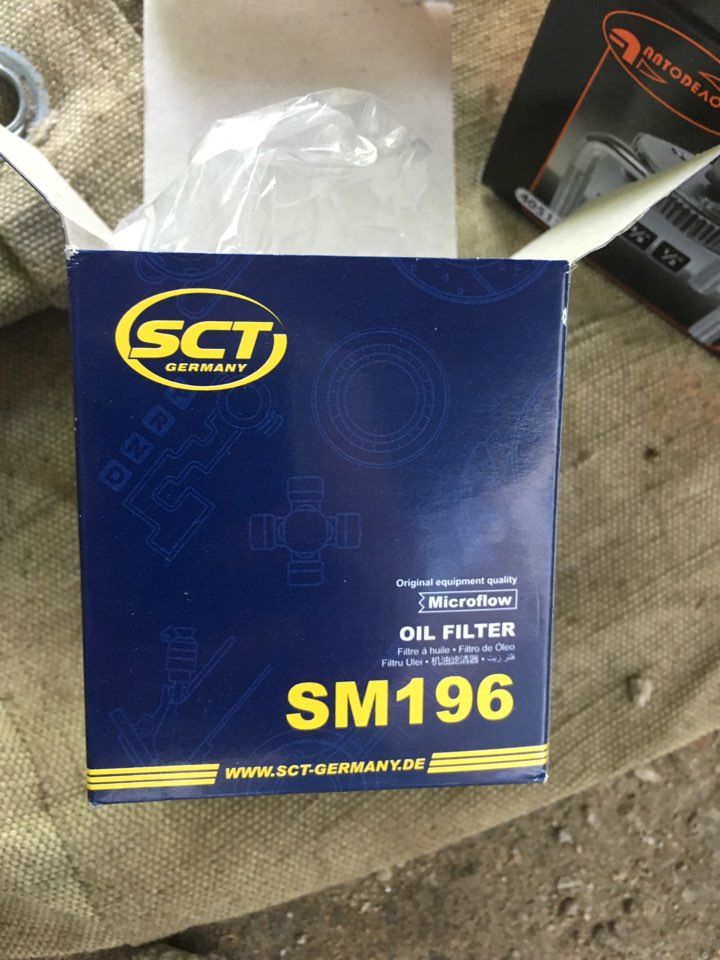 АВТОDЕЛО
SCT
GERMANY
Original equipment quality
Microflow
OIL FILTER
Filtre à huile • Filtro de Óleo
Filtru Ulei • 机油滤清器 • فلتر زيت
SM196
WWW.SCT-GERMANY.DE